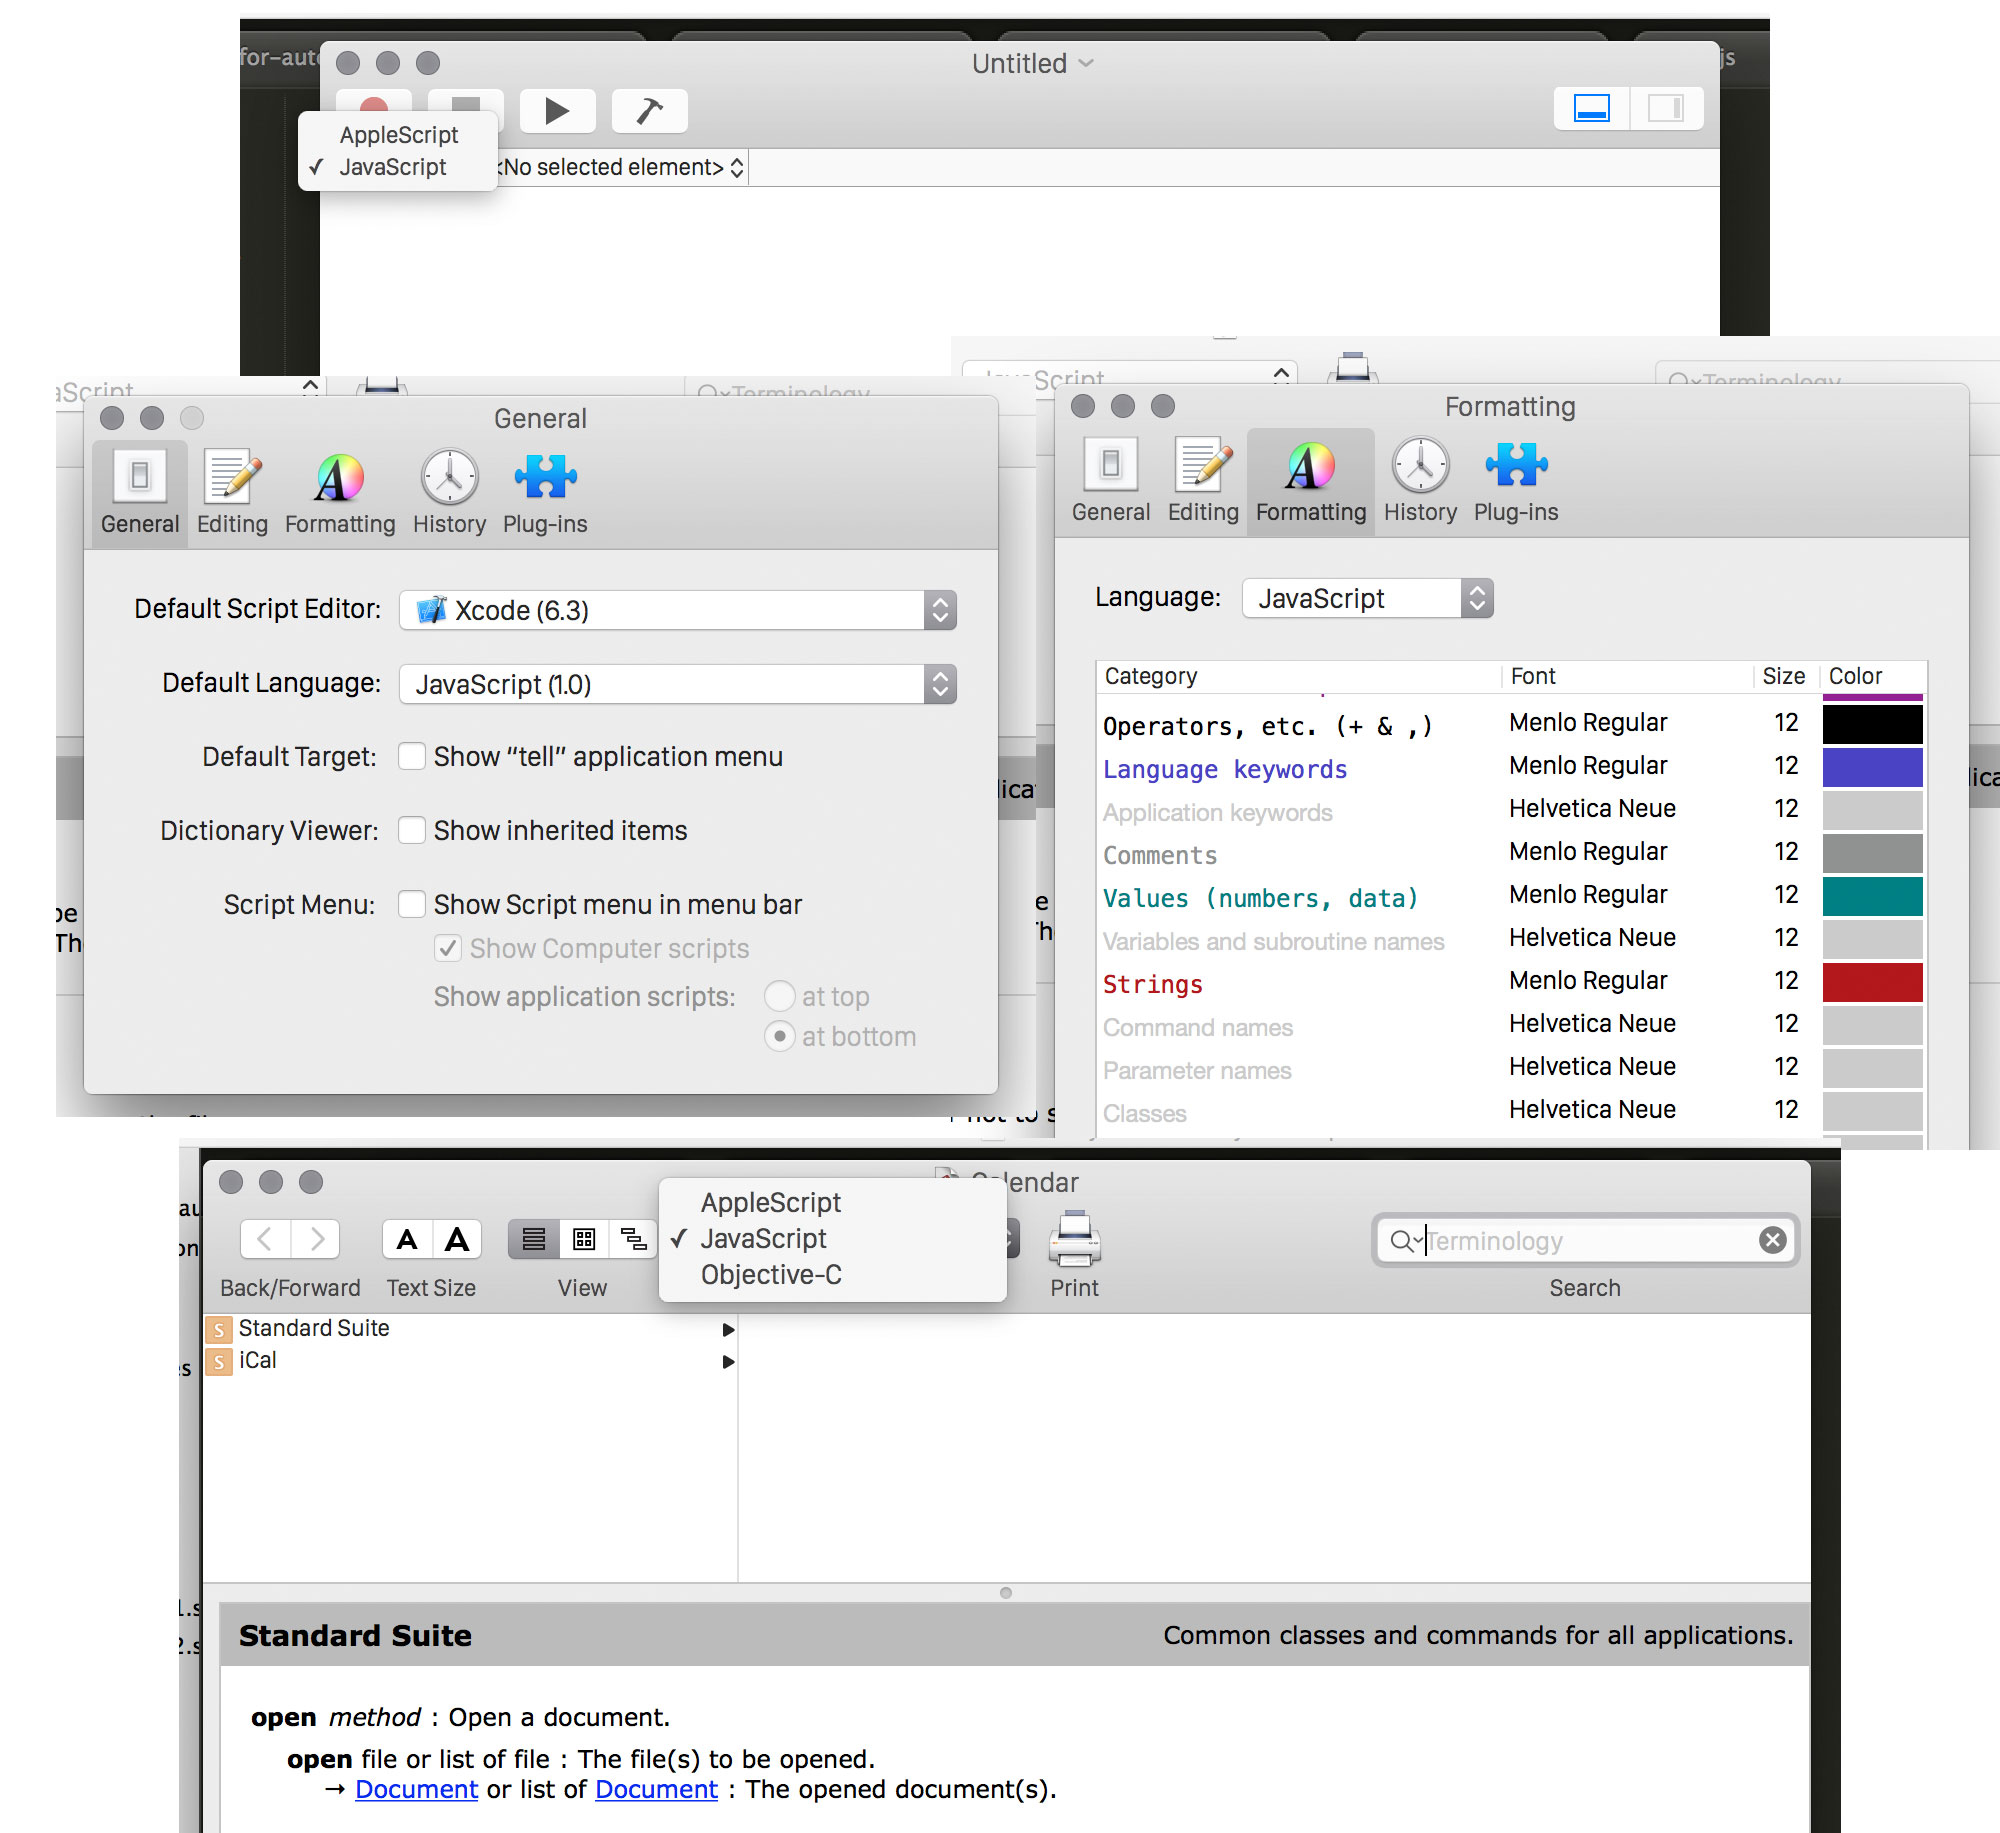 for-auto
Untitled
js
AppleScript
✓ JavaScript
<No selected element>
Script
Script
Terminology
General
General Editing Formatting History Plug-ins
Default Script Editor: Xcode (6.3)
Default Language: JavaScript (1.0)
Default Target: Show “tell” application menu
Dictionary Viewer: Show inherited items
Script Menu: Show Script menu in menu bar
Show Computer scripts
Show application scripts: at top
at bottom
Terminology
Formatting
General Editing Formatting History Plug-ins
Language: JavaScript
Category Font Size Color
Operators, etc. (+ & ,) Menlo Regular 12
Language keywords Menlo Regular 12
Application keywords Helvetica Neue 12
Comments Menlo Regular 12
Values (numbers, data) Menlo Regular 12
Variables and subroutine names Helvetica Neue 12
Strings Menlo Regular 12
Command names Helvetica Neue 12
Parameter names Helvetica Neue 12
Classes Helvetica Neue 12
Calendar
AppleScript
✓ JavaScript
Objective-C
A A
Terminology
Back/Forward Text Size View Print Search
S Standard Suite
S iCal
Standard Suite Common classes and commands for all applications.
open method : Open a document.
open file or list of file : The file(s) to be opened.
→ Document or list of Document : The opened document(s).